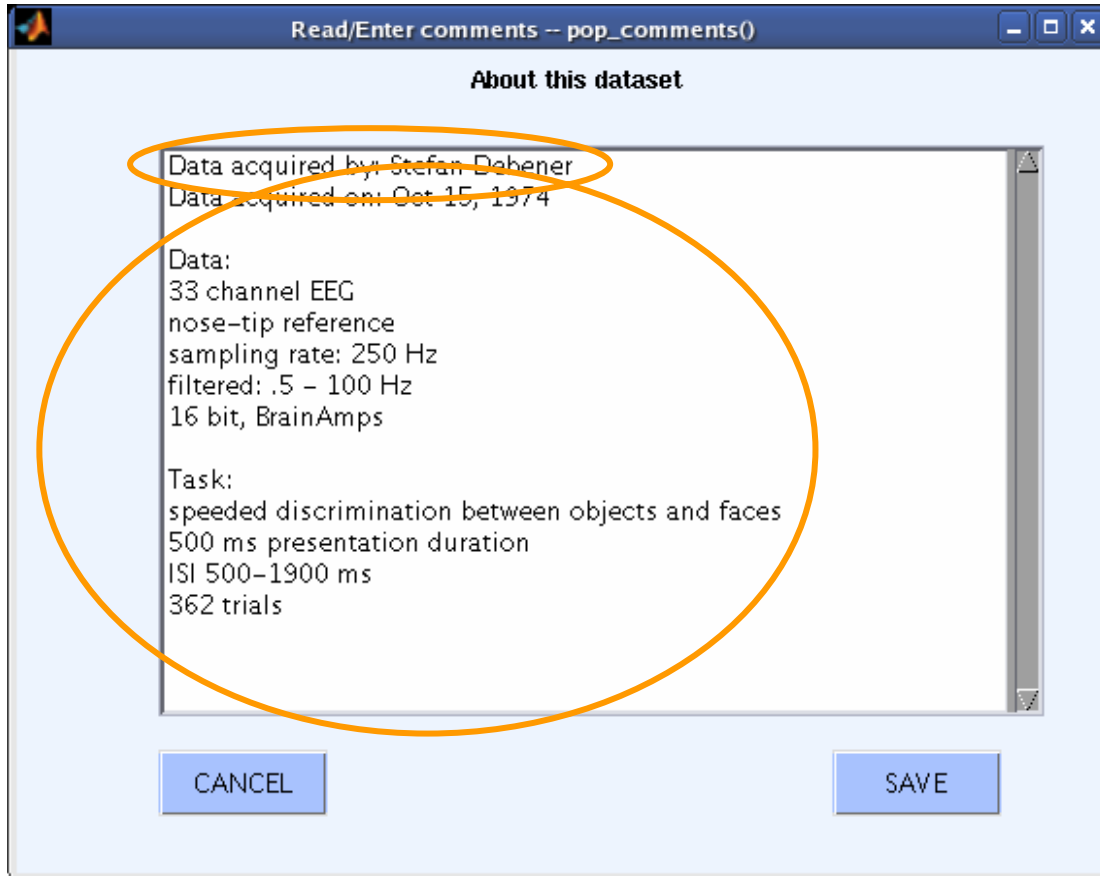 Read/Enter comments -- pop_comments()
About this dataset
Data acquired by: Stefan Debener
Data acquired on: Oct 15, 1974
Data:
33 channel EEG
nose-tip reference
sampling rate: 250 Hz
filtered: .5 - 100 Hz
16 bit, BrainAmps
Task:
speeded discrimination between objects and faces
500 ms presentation duration
ISI 500-1900 ms
362 trials
CANCEL
SAVE